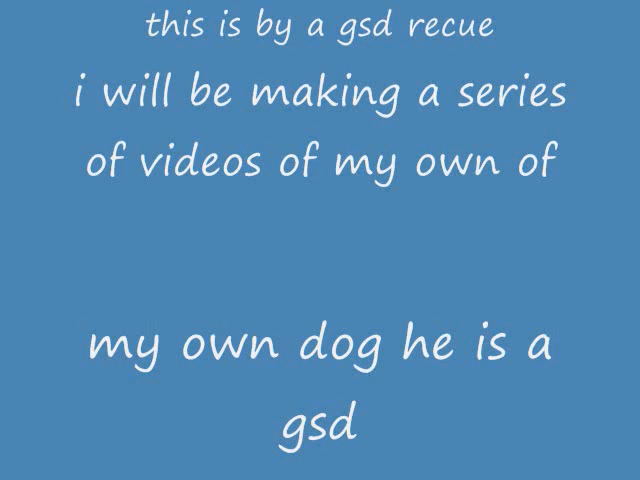 this is by a gsd recue
i will be making a series
of videos of my own of
my own dog he is a
gsd